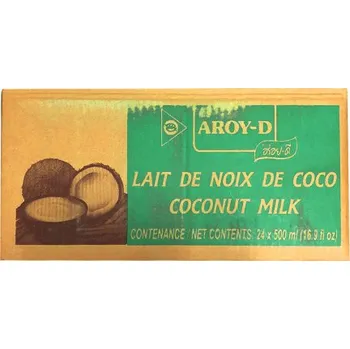 AROY-D
อร่อย-ดี
LAIT DE NOIX DE COCO
COCONUT MILK
CONTENANCE NET CONTENTS 24 x 500 ml (16.9 fl oz)